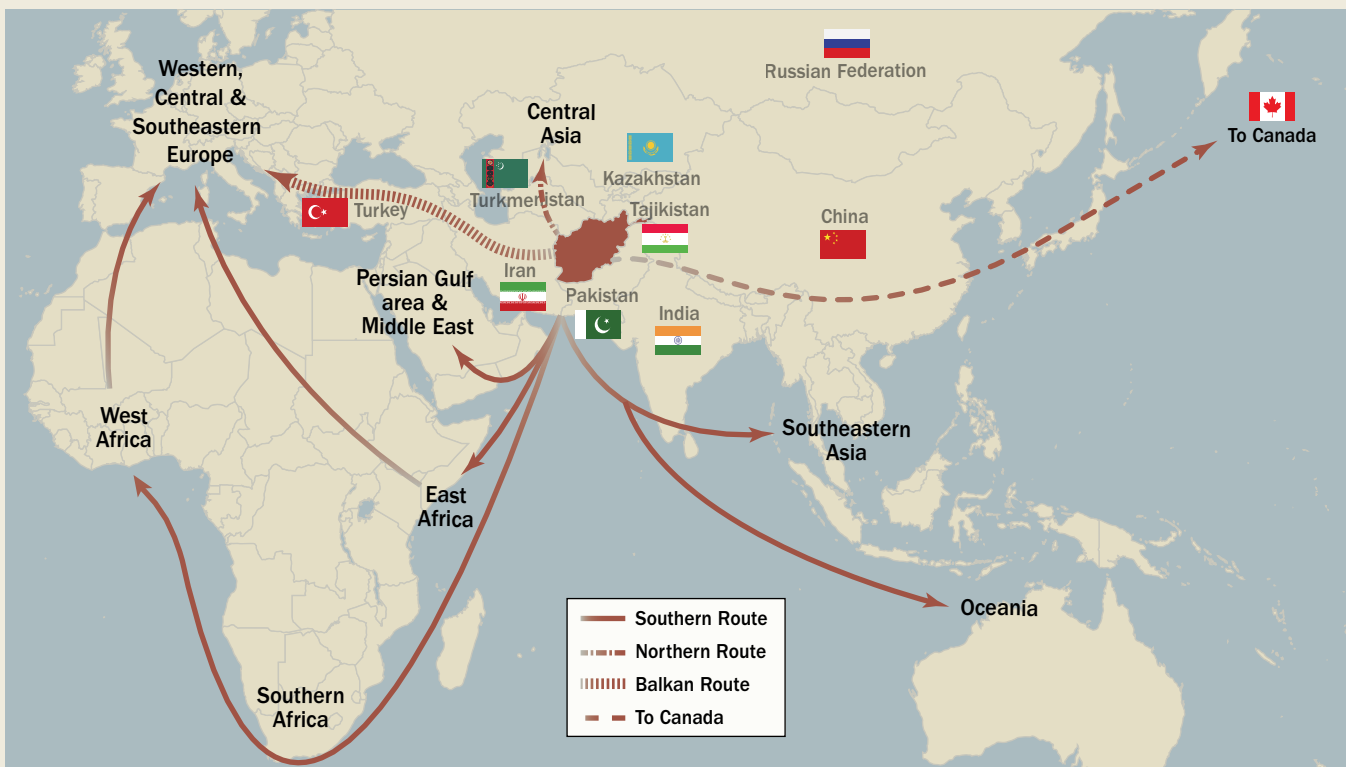 Western,
Central &
Southeastern
Europe
Russian Federation
To Canada
Central
Asia
Kazakhstan
Turkmenistan
Turkey
Tajikistan
China
Iran
Persian Gulf
area &
Middle East
Pakistan
India
West
Africa
Southeastern
Asia
East
Africa
Oceania
Southern Route
Northern Route
Balkan Route
To Canada
Southern
Africa